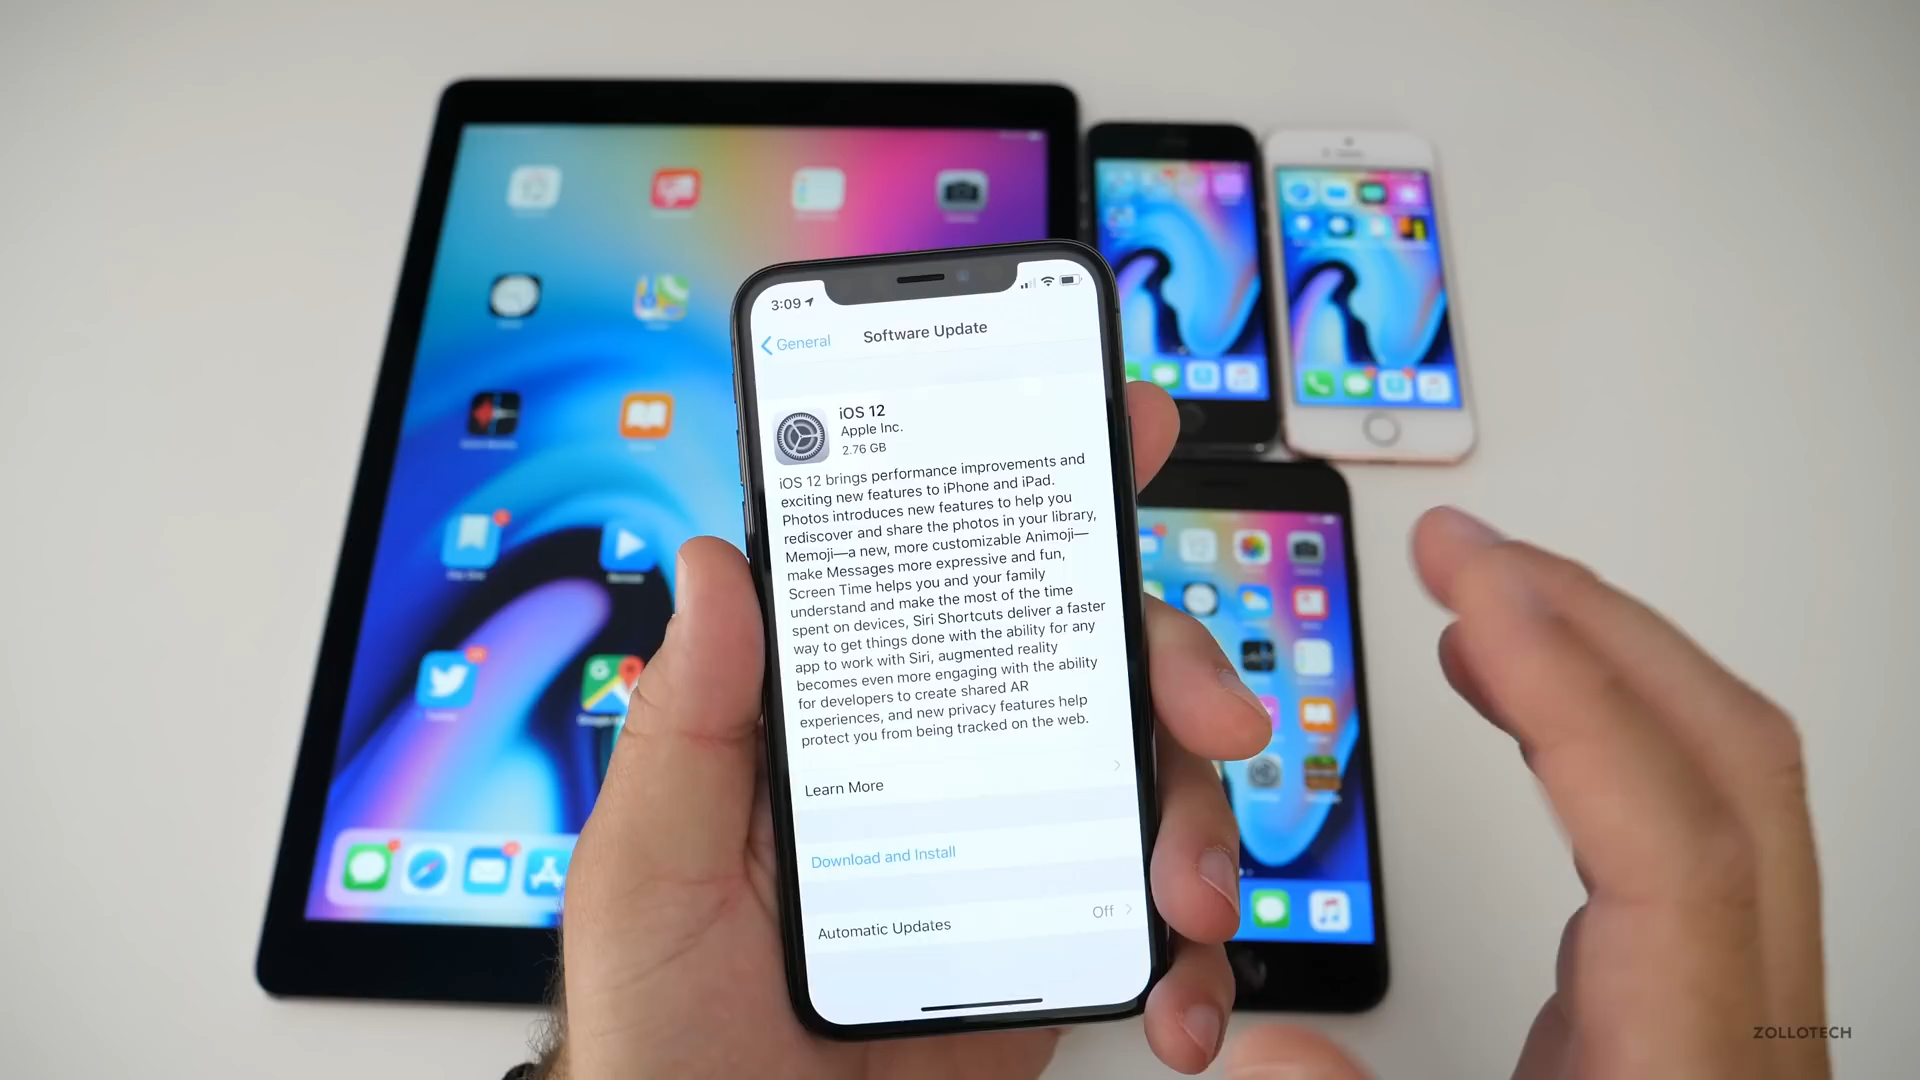 3:09
General
Software Update
iOS 12
Apple Inc.
2.76 GB
iOS 12 brings performance improvements and
exciting new features to iPhone and iPad.
Photos introduces new features to help you
rediscover and share the photos in your library,
Memoji—a new, more customizable Animoji—
make Messages more expressive and fun,
Screen Time helps you and your family
understand and make the most of the time
spent on devices, Siri Shortcuts deliver a faster
way to get things done with the ability for any
app to work with Siri, augmented reality
becomes even more engaging with the ability
for developers to create shared AR
experiences, and new privacy features help
protect you from being tracked on the web.
Learn More
Download and Install
Automatic Updates
Off
ZOLLOTECH